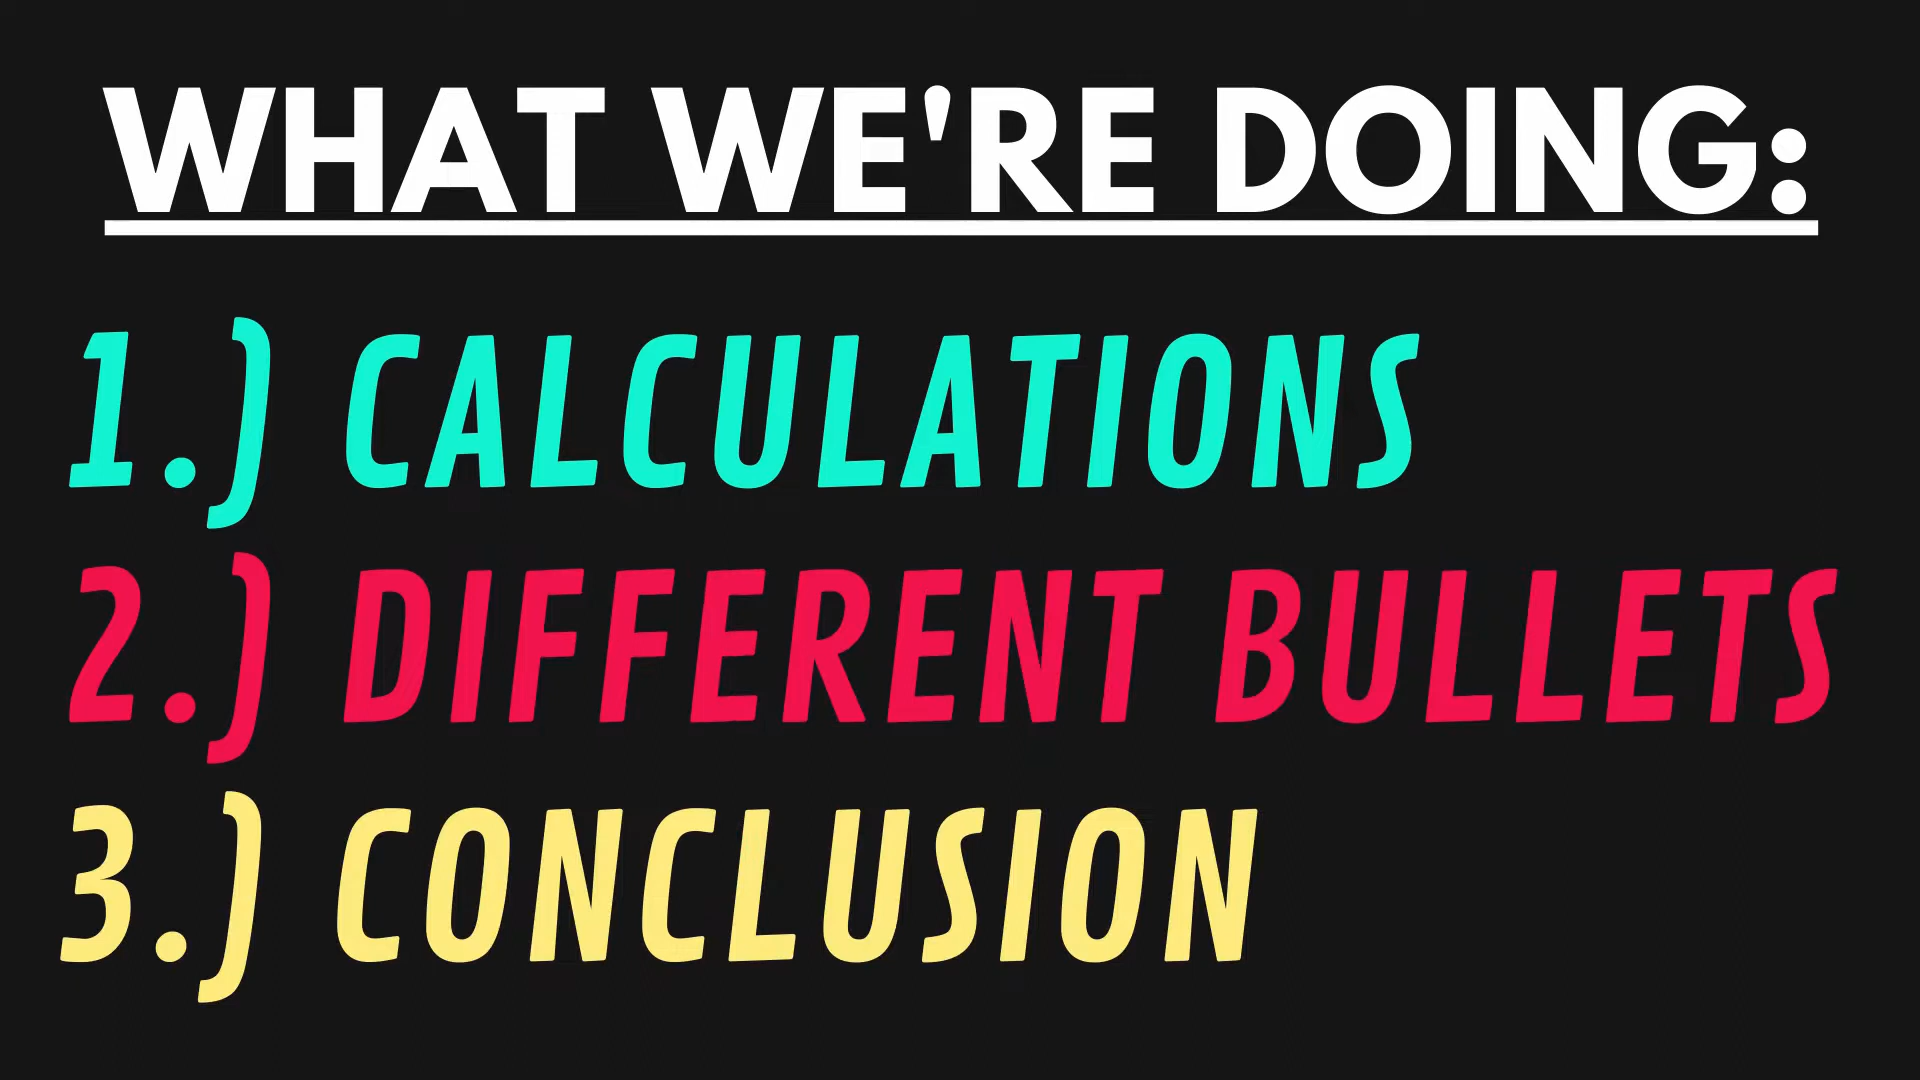 WHAT WE'RE DOING:
1.) CALCULATIONS
2.) DIFFERENT BULLETS
3.) CONCLUSION